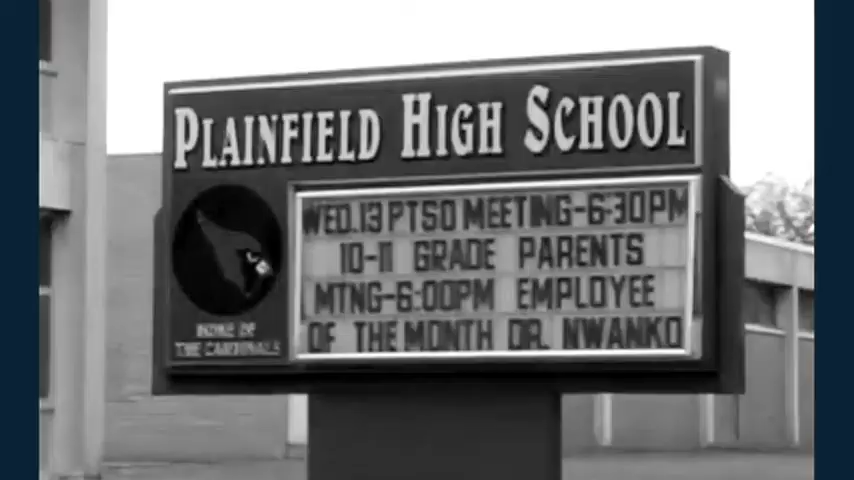 PLAINFIELD HIGH SCHOOL
WED.13 PTSO MEETING-6:30PM
10-11 GRADE PARENTS
MTNG-6:00PM EMPLOYEE
OF THE MONTH DR. NWANKO
HOME OF
THE CARDINALS